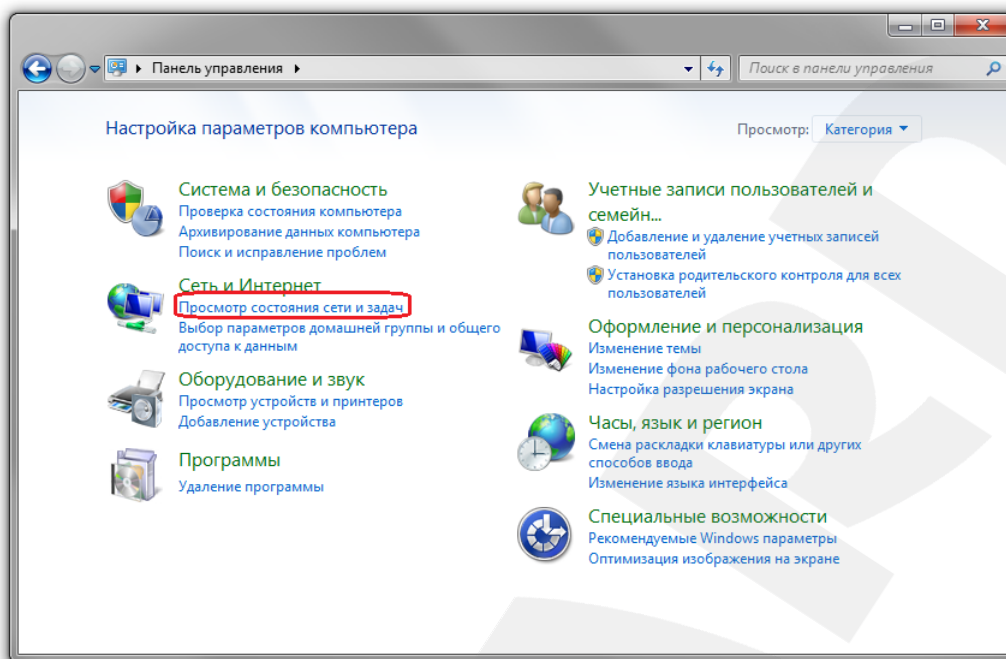 Панель управления
Поиск в панели управления
Настройка параметров компьютера
Просмотр: Категория
Система и безопасность
Проверка состояния компьютера
Архивирование данных компьютера
Поиск и исправление проблем
Сеть и Интернет
Просмотр состояния сети и задач
Выбор параметров домашней группы и общего
доступа к данным
Оборудование и звук
Просмотр устройств и принтеров
Добавление устройства
Программы
Удаление программы
Учетные записи пользователей и
семейн...
Добавление и удаление учетных записей
пользователей
Установка родительского контроля для всех
пользователей
Оформление и персонализация
Изменение темы
Изменение фона рабочего стола
Настройка разрешения экрана
Часы, язык и регион
Смена раскладки клавиатуры или других
способов ввода
Изменение языка интерфейса
Специальные возможности
Рекомендуемые Windows параметры
Оптимизация изображения на экране